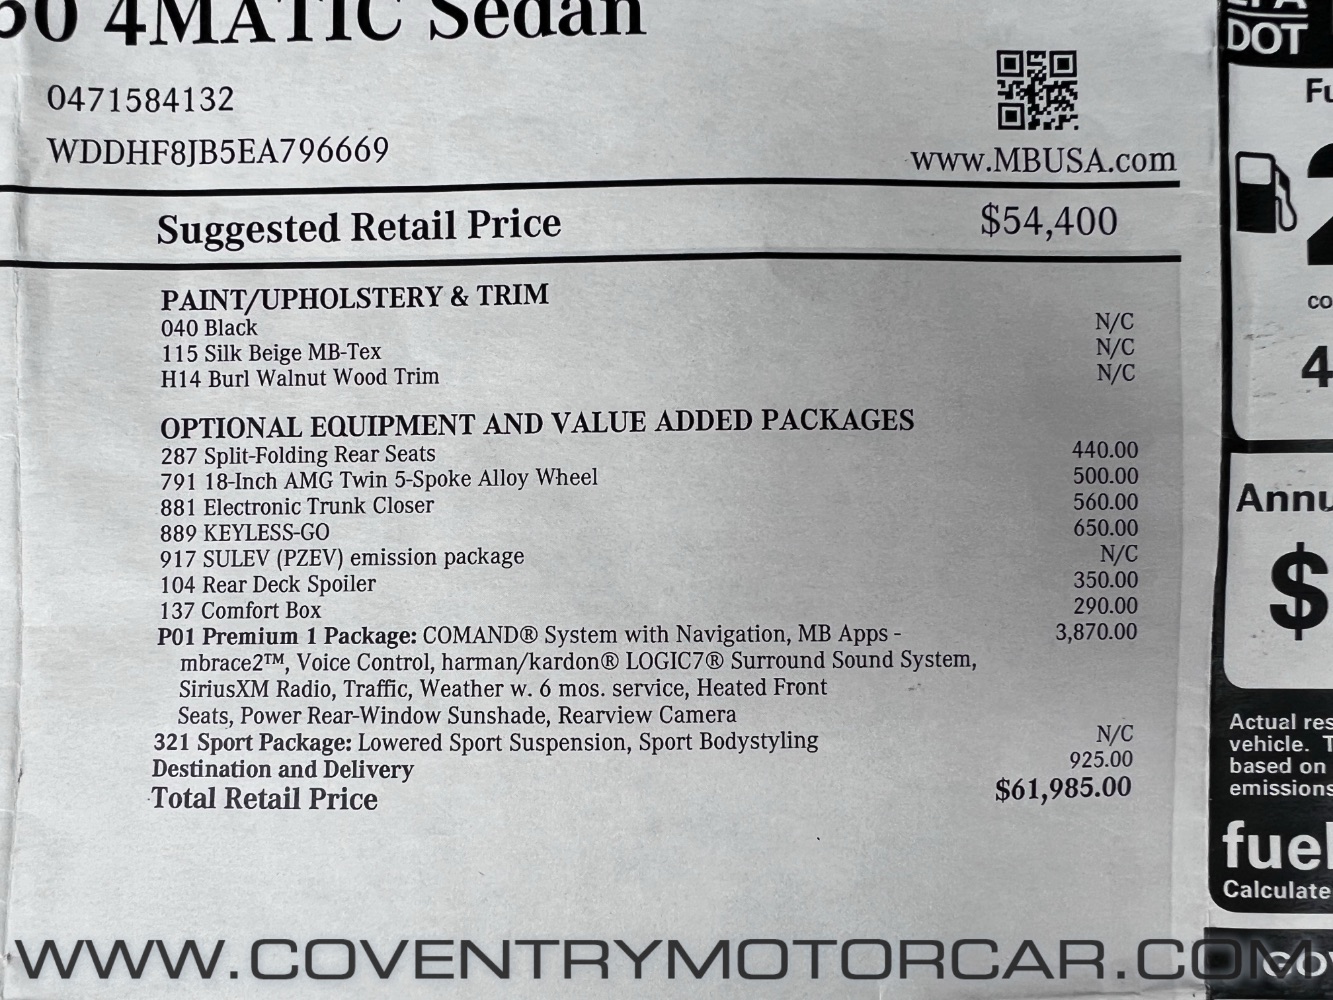 50 4MATIC Sedan
0471584132
WDDHF8JB5EA796669
www.MBUSA.com
Suggested Retail Price $54,400
PAINT/UPHOLSTERY & TRIM
040 Black N/C
115 Silk Beige MB-Tex N/C
H14 Burl Walnut Wood Trim N/C
OPTIONAL EQUIPMENT AND VALUE ADDED PACKAGES
287 Split-Folding Rear Seats 440.00
791 18-Inch AMG Twin 5-Spoke Alloy Wheel 500.00
881 Electronic Trunk Closer 560.00
889 KEYLESS-GO 650.00
917 SULEV (PZEV) emission package N/C
104 Rear Deck Spoiler 350.00
137 Comfort Box 290.00
P01 Premium 1 Package: COMAND® System with Navigation, MB Apps - 3,870.00
mbrace2™, Voice Control, harman/kardon® LOGIC7® Surround Sound System,
SiriusXM Radio, Traffic, Weather w. 6 mos. service, Heated Front
Seats, Power Rear-Window Sunshade, Rearview Camera
321 Sport Package: Lowered Sport Suspension, Sport Bodystyling N/C
Destination and Delivery 925.00
Total Retail Price $61,985.00
DOT
Fu
co
4
Annu
$
Actual res
vehicle. T
based on
emissions
fuel
Calculate
WWW.COVENTRYMOTORCAR.COM